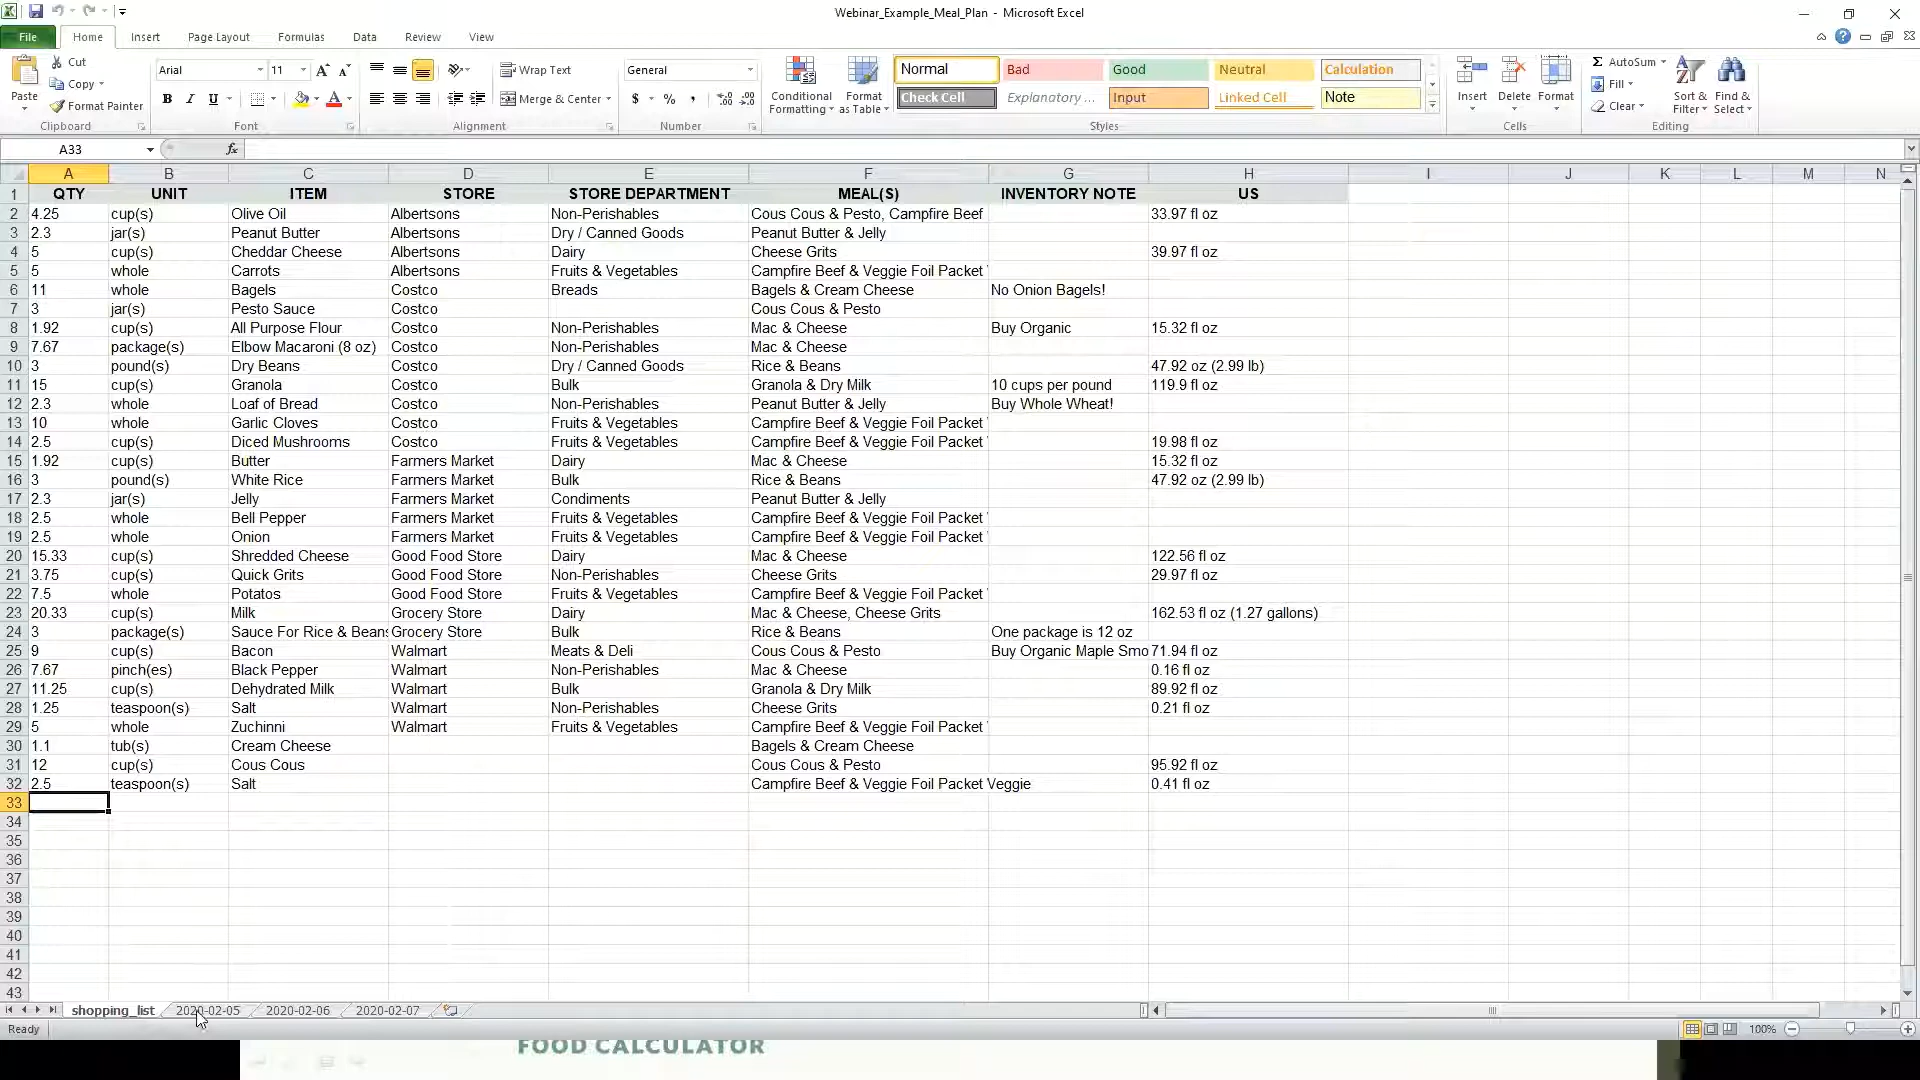 Webinar_Example_Meal_Plan - Microsoft Excel
File Home Insert Page Layout Formulas Data Review View
Paste Cut Copy Format Painter Clipboard
Arial 11 B I U Font
Wrap Text Merge & Center Alignment
General $ % , Number
Conditional Formatting Format as Table
Normal Bad Good Neutral Calculation
Check Cell Explanatory ... Input Linked Cell Note
Styles
Insert Delete Format Cells
AutoSum Fill Clear Sort & Filter Find & Select Editing
A33 fx
A B C D E F G H I J K L M N
1 QTY UNIT ITEM STORE STORE DEPARTMENT MEAL(S) INVENTORY NOTE US
2 4.25 cup(s) Olive Oil Albertsons Non-Perishables Cous Cous & Pesto, Campfire Beef 33.97 fl oz
3 2.3 jar(s) Peanut Butter Albertsons Dry / Canned Goods Peanut Butter & Jelly
4 5 cup(s) Cheddar Cheese Albertsons Dairy Cheese Grits 39.97 fl oz
5 5 whole Carrots Albertsons Fruits & Vegetables Campfire Beef & Veggie Foil Packet
6 11 whole Bagels Costco Breads Bagels & Cream Cheese No Onion Bagels!
7 3 jar(s) Pesto Sauce Costco Cous Cous & Pesto
8 1.92 cup(s) All Purpose Flour Costco Non-Perishables Mac & Cheese Buy Organic 15.32 fl oz
9 7.67 package(s) Elbow Macaroni (8 oz) Costco Non-Perishables Mac & Cheese
10 3 pound(s) Dry Beans Costco Dry / Canned Goods Rice & Beans 47.92 oz (2.99 lb)
11 15 cup(s) Granola Costco Bulk Granola & Dry Milk 10 cups per pound 119.9 fl oz
12 2.3 whole Loaf of Bread Costco Non-Perishables Peanut Butter & Jelly Buy Whole Wheat!
13 10 whole Garlic Cloves Costco Fruits & Vegetables Campfire Beef & Veggie Foil Packet
14 2.5 cup(s) Diced Mushrooms Costco Fruits & Vegetables Campfire Beef & Veggie Foil Packet 19.98 fl oz
15 1.92 cup(s) Butter Farmers Market Dairy Mac & Cheese 15.32 fl oz
16 3 pound(s) White Rice Farmers Market Bulk Rice & Beans 47.92 oz (2.99 lb)
17 2.3 jar(s) Jelly Farmers Market Condiments Peanut Butter & Jelly
18 2.5 whole Bell Pepper Farmers Market Fruits & Vegetables Campfire Beef & Veggie Foil Packet
19 2.5 whole Onion Farmers Market Fruits & Vegetables Campfire Beef & Veggie Foil Packet
20 15.33 cup(s) Shredded Cheese Good Food Store Dairy Mac & Cheese 122.56 fl oz
21 3.75 cup(s) Quick Grits Good Food Store Non-Perishables Cheese Grits 29.97 fl oz
22 7.5 whole Potatos Good Food Store Fruits & Vegetables Campfire Beef & Veggie Foil Packet
23 20.33 cup(s) Milk Grocery Store Dairy Mac & Cheese, Cheese Grits 162.53 fl oz (1.27 gallons)
24 3 package(s) Sauce For Rice & Beans Grocery Store Bulk Rice & Beans One package is 12 oz
25 9 cup(s) Bacon Walmart Meats & Deli Cous Cous & Pesto Buy Organic Maple Smo 71.94 fl oz
26 7.67 pinch(es) Black Pepper Walmart Non-Perishables Mac & Cheese 0.16 fl oz
27 11.25 cup(s) Dehydrated Milk Walmart Bulk Granola & Dry Milk 89.92 fl oz
28 1.25 teaspoon(s) Salt Walmart Non-Perishables Cheese Grits 0.21 fl oz
29 5 whole Zuchinni Walmart Fruits & Vegetables Campfire Beef & Veggie Foil Packet
30 1.1 tub(s) Cream Cheese Bagels & Cream Cheese
31 12 cup(s) Cous Cous Cous Cous & Pesto 95.92 fl oz
32 2.5 teaspoon(s) Salt Campfire Beef & Veggie Foil Packet Veggie 0.41 fl oz
33
34
35
36
37
38
39
40
41
42
43
shopping_list 2020-02-05 2020-02-06 2020-02-07
Ready 100%
FOOD CALCULATOR